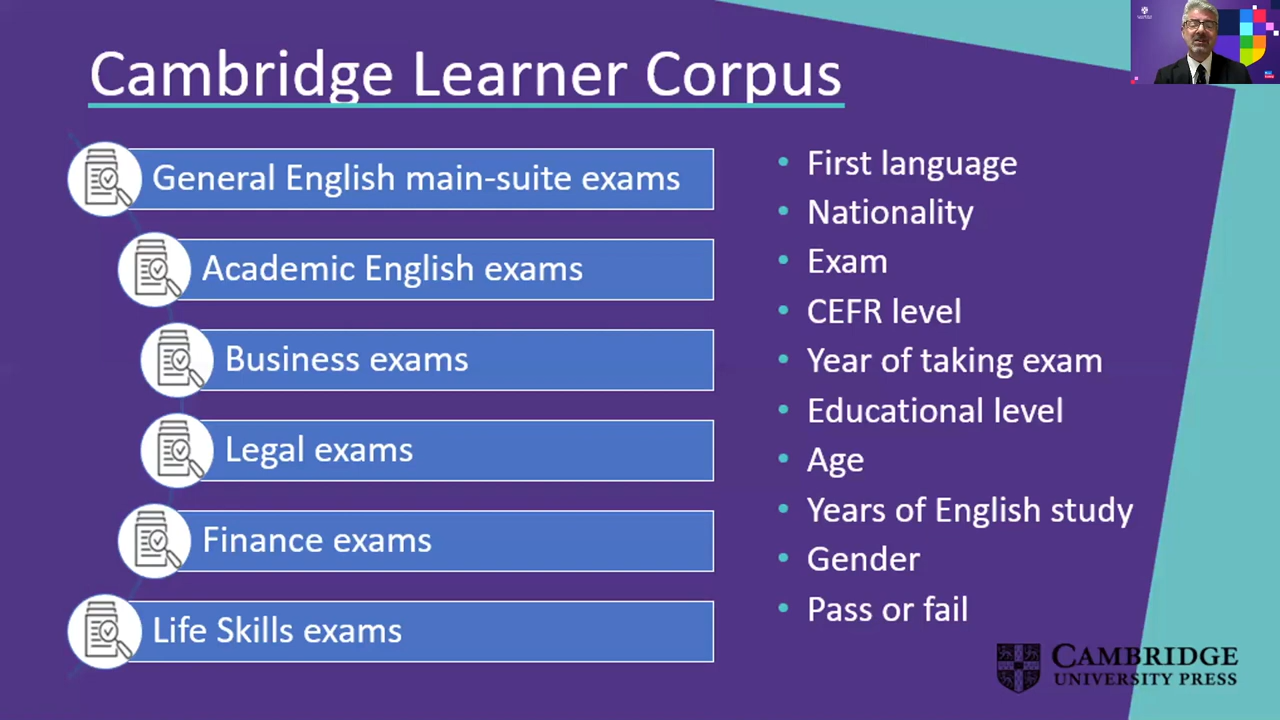 Cambridge Learner Corpus
General English main-suite exams
Academic English exams
Business exams
Legal exams
Finance exams
Life Skills exams
First language
Nationality
Exam
CEFR level
Year of taking exam
Educational level
Age
Years of English study
Gender
Pass or fail
CAMBRIDGE
UNIVERSITY PRESS